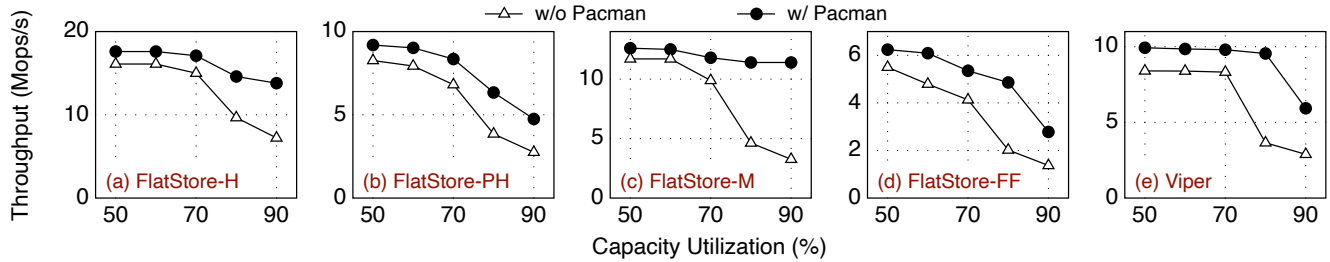 w/o Pacman w/ Pacman
Throughput (Mops/s)
20
10
0
50 70 90
(a) FlatStore-H
10
5
0
50 70 90
(b) FlatStore-PH
10
5
0
50 70 90
(c) FlatStore-M
6
4
2
0
50 70 90
(d) FlatStore-FF
10
5
0
50 70 90
(e) Viper
Capacity Utilization (%)